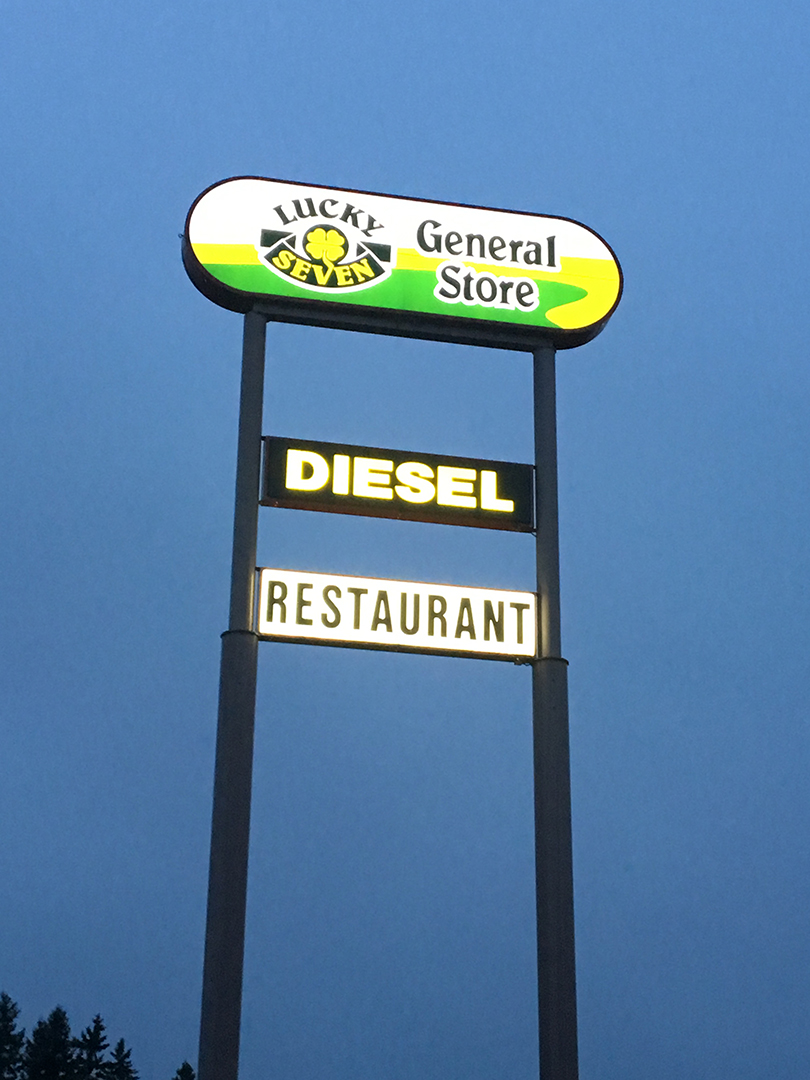 LUCKY
SEVEN
General
Store
DIESEL
RESTAURANT